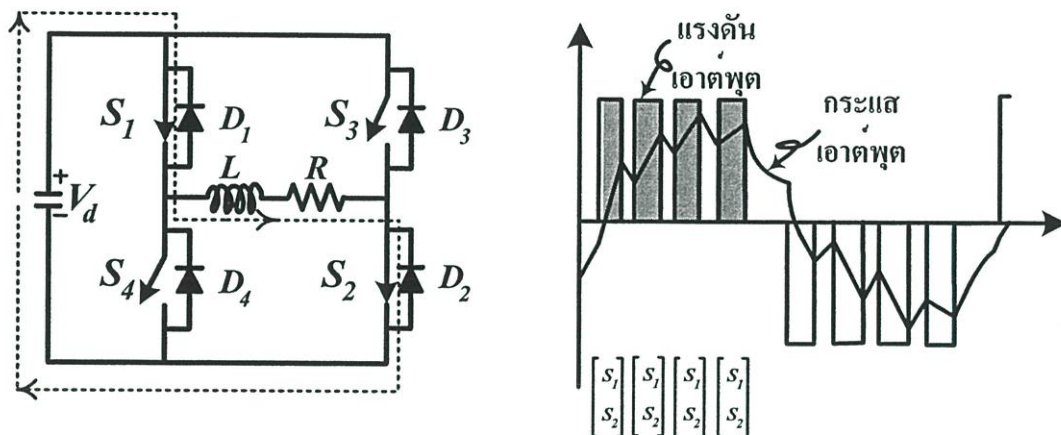 S1
D1
S3
D3
L
R
+
Vd
−
S4
D4
S2
D2
แรงดัน
เอาต์พุต
กระแส
เอาต์พุต
S1 S1 S1 S1
S2 S2 S2 S2